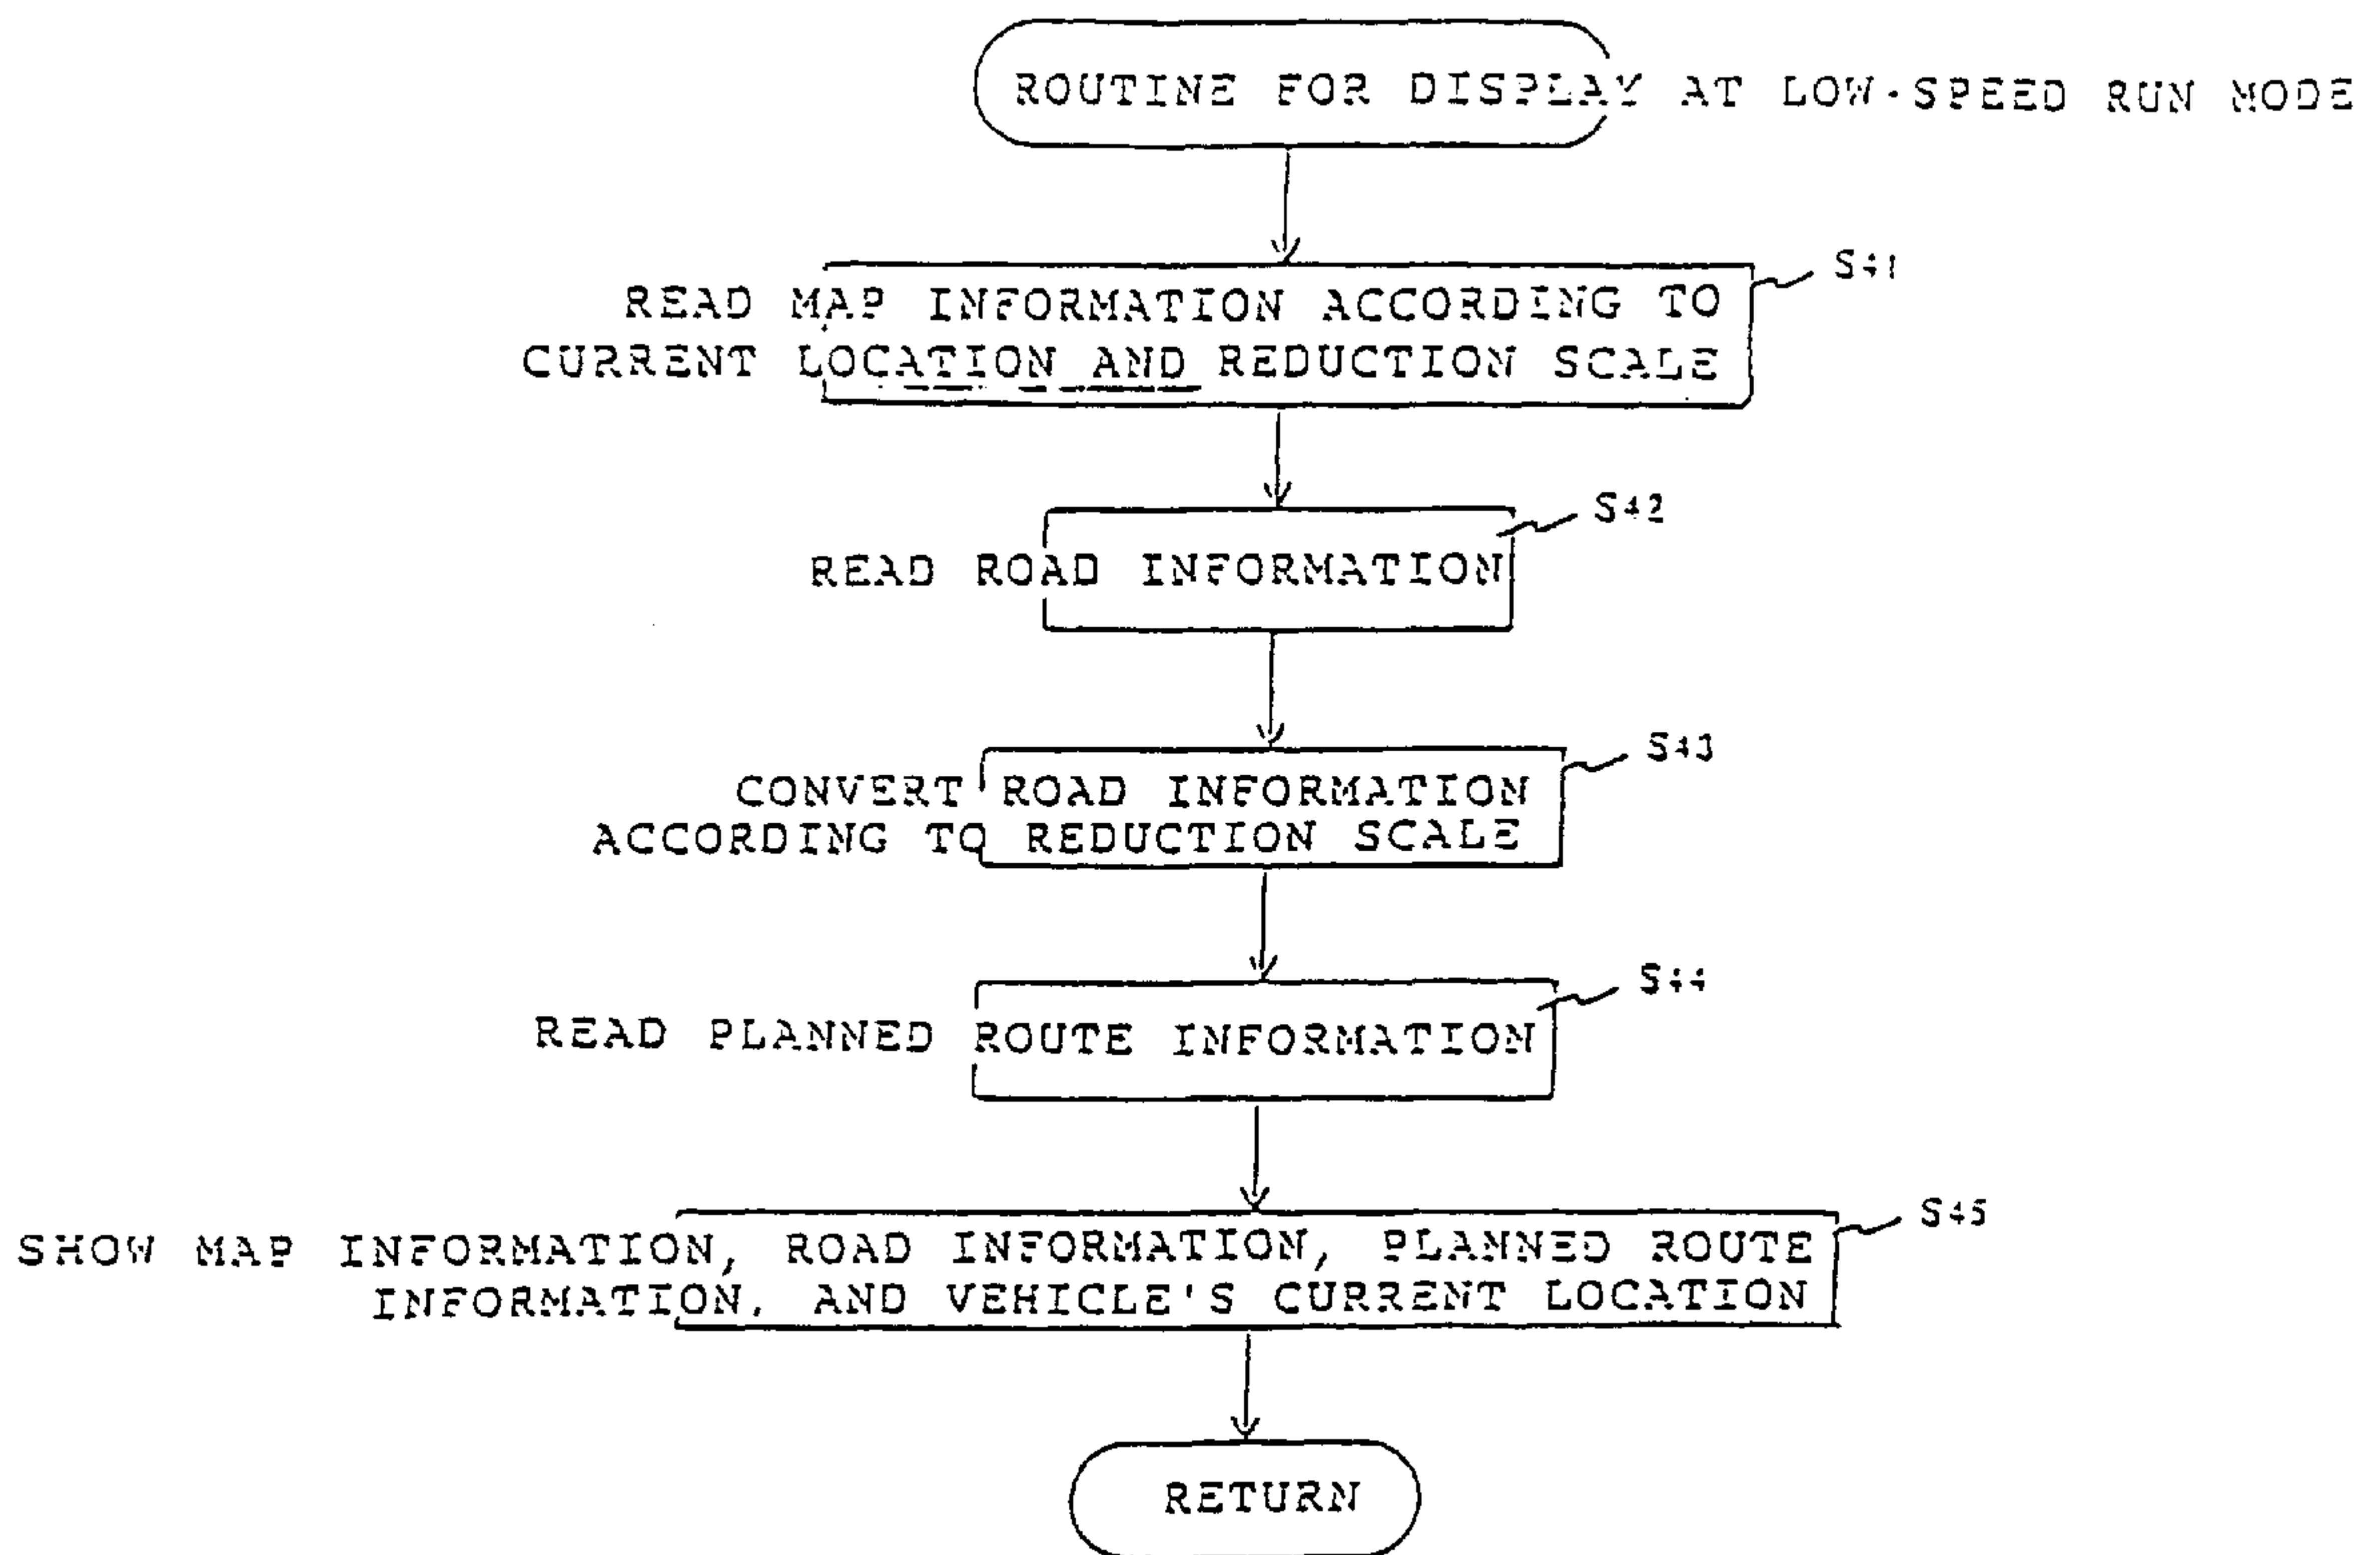 ROUTINE FOR DISPLAY AT LOW-SPEED RUN MODE
S41
READ MAP INFORMATION ACCORDING TO
CURRENT LOCATION AND REDUCTION SCALE
S42
READ ROAD INFORMATION
S43
CONVERT ROAD INFORMATION
ACCORDING TO REDUCTION SCALE
S44
READ PLANNED ROUTE INFORMATION
S45
SHOW MAP INFORMATION, ROAD INFORMATION, PLANNED ROUTE
INFORMATION, AND VEHICLE'S CURRENT LOCATION
RETURN